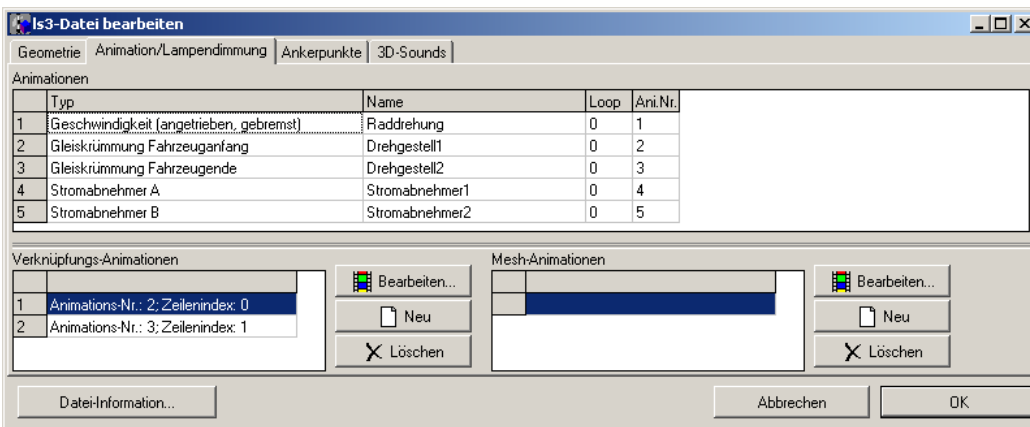 ls3-Datei bearbeiten
Geometrie Animation/Lampendimmung Ankerpunkte 3D-Sounds
Animationen
Typ Name Loop Ani.Nr.
1 Geschwindigkeit (angetrieben, gebremst) Raddrehung 0 1
2 Gleiskrümmung Fahrzeuganfang Drehgestell1 0 2
3 Gleiskrümmung Fahrzeugende Drehgestell2 0 3
4 Stromabnehmer A Stromabnehmer1 0 4
5 Stromabnehmer B Stromabnehmer2 0 5
Verknüpfungs-Animationen Mesh-Animationen
Bearbeiten... Bearbeiten...
1 Animations-Nr.: 2; Zeilenindex: 0
Neu Neu
2 Animations-Nr.: 3; Zeilenindex: 1
Löschen Löschen
Datei-Information... Abbrechen OK